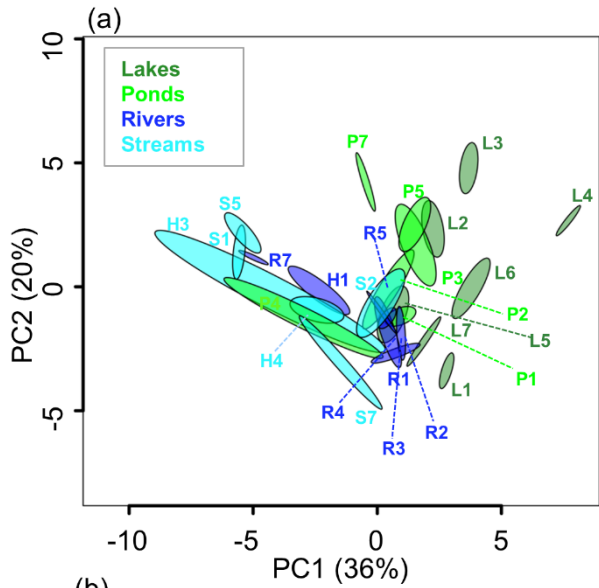 (a)
Lakes
Ponds
Rivers
Streams
10
5
0
-5
PC2 (20%)
P7
L3
L4
P5
L2
S5
H3
S1
R5
R7
H1
S2
L6
P3
P2
P4
L7
L5
H4
R1
L1
P1
R4
S7
R2
R3
-10
-5
0
5
PC1 (36%)
(b)